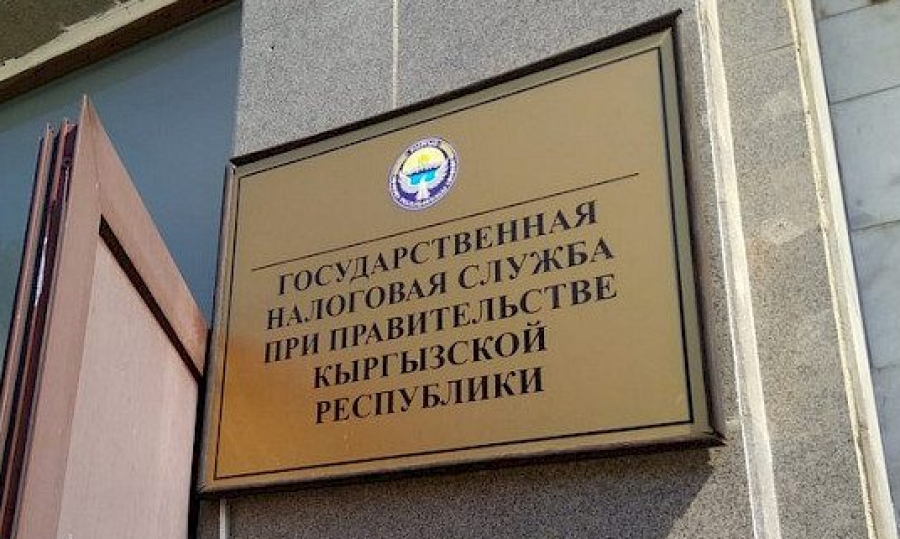 ГОСУДАРСТВЕННАЯ
НАЛОГОВАЯ СЛУЖБА
ПРИ ПРАВИТЕЛЬСТВЕ
КЫРГЫЗСКОЙ
РЕСПУБЛИКИ